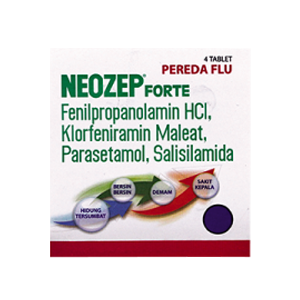 4 TABLET
PEREDA FLU
NEOZEP® FORTE
Fenilpropanolamin HCl,
Klorfeniramin Maleat,
Parasetamol, Salisilamida
HIDUNG
TERSUMBAT
BERSIN
BERSIN
DEMAM
SAKIT
KEPALA